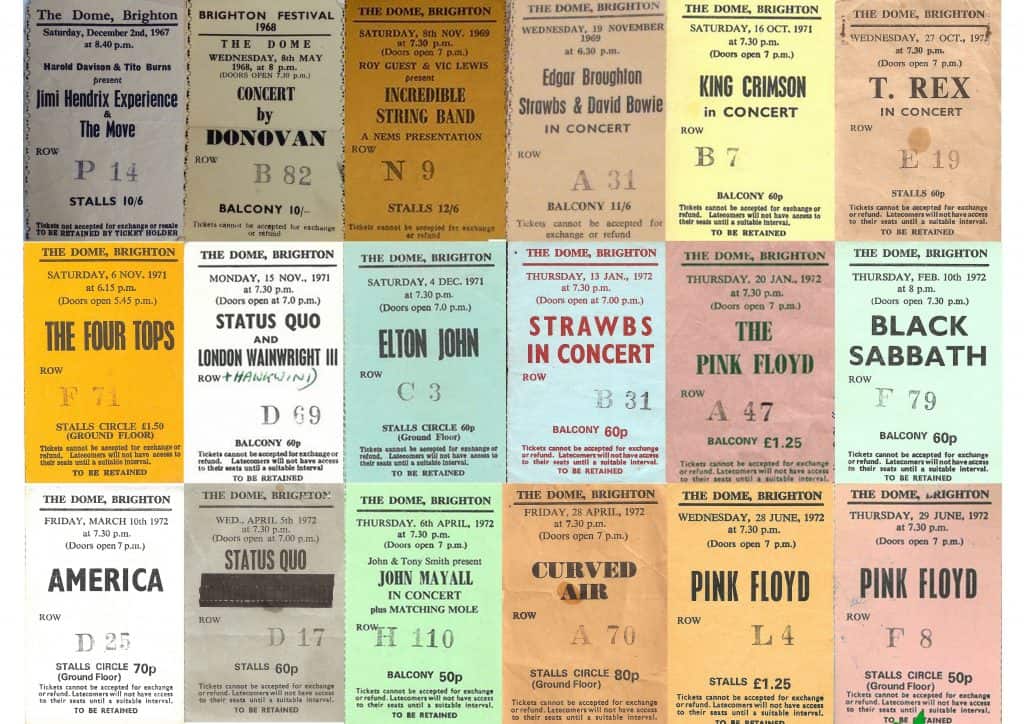 The Dome, Brighton
Saturday, December 2nd, 1967
at 8.40 p.m.
Harold Davison & Tito Burns
present
Jimi Hendrix Experience
&
The Move
ROW
P 14
STALLS 10/6
Tickets not accepted for exchange or resale
TO BE RETAINED BY TICKET HOLDER
BRIGHTON FESTIVAL
1968
THE DOME
WEDNESDAY, 8th MAY
1968, at 8 p.m.
(DOORS OPEN 7.30 p.m.)
CONCERT
by
DONOVAN
ROW
B 82
BALCONY 10/-
Tickets cannot be accepted for exchange
or refund
THE DOME, BRIGHTON
SATURDAY, 8th NOV. 1969
at 7.30 p.m.
(Doors open 7 p.m.)
ROY GUEST & VIC LEWIS
present
INCREDIBLE
STRING BAND
A NEMS PRESENTATION
ROW
N 9
STALLS 12/6
Tickets cannot be accepted for exchange
or refund
THE DOME, BRIGHTON
WEDNESDAY, 19 NOVEMBER
1969
at 6.30 p.m.
Edgar Broughton
Strawbs & David Bowie
IN CONCERT
ROW
A 31
BALCONY 11/6
Tickets cannot be accepted for
exchange or refund
THE DOME, BRIGHTON
SATURDAY, 16 OCT. 1971
at 7.30 p.m.
(Doors open 7 p.m.)
KING CRIMSON
in CONCERT
ROW
B 7
BALCONY 60p
Tickets cannot be accepted for exchange or
refund. Latecomers will not have access to
their seats until a suitable interval.
TO BE RETAINED
THE DOME, BRIGHTON
WEDNESDAY, 27 OCT., 1971
at 7.30 p.m.
(Doors open 7 p.m.)
T. REX
IN CONCERT
ROW
E 19
STALLS 60p
Tickets cannot be accepted for exchange or
refund. Latecomers will not have access to
their seats until a suitable interval.
TO BE RETAINED
THE DOME, BRIGHTON
SATURDAY, 6 NOV. 1971
at 6.15 p.m.
(Doors open 5.45 p.m.)
THE FOUR TOPS
ROW
F 71
STALLS CIRCLE £1.50
(GROUND FLOOR)
Tickets cannot be accepted for exchange or
refund. Latecomers will not have access to
their seats until a suitable interval.
TO BE RETAINED
THE DOME, BRIGHTON
MONDAY, 15 NOV., 1971
at 7.30 p.m.
(Doors open at 7.0 p.m.)
STATUS QUO
AND
LONDON WAINWRIGHT III
ROW + HAWKWIND
D 69
BALCONY 60p
Tickets cannot be accepted for exchange
or refund. Latecomers will not have access
to their seats until a suitable interval
TO BE RETAINED
THE DOME, BRIGHTON
SATURDAY, 4 DEC. 1971
at 7.30 p.m.
(Doors open 7.0 p.m.)
ELTON JOHN
ROW
C 3
STALLS CIRCLE 60p
(Ground Floor)
Tickets cannot be accepted for exchange
or refund. Latecomers will not have access
to their seats until a suitable interval.
TO BE RETAINED
THE DOME, BRIGHTON
THURSDAY, 13 JAN., 1972
at 7.30 p.m.
(Doors open at 7.00 p.m.)
STRAWBS
IN CONCERT
ROW
B 31
BALCONY 60p
Tickets cannot be accepted for exchange
or refund. Latecomers will not have access
to their seats until a suitable interval.
TO BE RETAINED
THE DOME, BRIGHTON
THURSDAY, 20 JAN., 1972
at 7.30 p.m.
(Doors open 7 p.m.)
THE
PINK FLOYD
ROW
A 47
BALCONY £1.25
Tickets cannot be accepted for exchange
or refund. Latecomers will not have access
to their seats until a suitable interval.
TO BE RETAINED
THE DOME, BRIGHTON
THURSDAY, FEB. 10th 1972
at 8 p.m.
(Doors open 7.30 p.m.)
BLACK
SABBATH
ROW
F 79
BALCONY 60p
Tickets cannot be accepted for exchange
or refund. Latecomers will not have access
to their seats until a suitable interval.
TO BE RETAINED
THE DOME, BRIGHTON
FRIDAY, MARCH 10th 1972
at 7.30 p.m.
(Doors open 7 p.m.)
AMERICA
ROW
D 25
STALLS CIRCLE 70p
(Ground Floor)
Tickets cannot be accepted for exchange
or refund. Latecomers will not have access
to their seats until a suitable interval.
TO BE RETAINED
THE DOME, BRIGHTON
WED., APRIL 5th 1972
at 7.30 p.m.
(Doors open at 7.00 p.m.)
STATUS QUO
ROW
D 17
STALLS 60p
Tickets cannot be accepted for exchange
or refund. Latecomers will not have access
to their seats until a suitable interval.
TO BE RETAINED
THE DOME, BRIGHTON
THURSDAY, 6th APRIL, 1972
at 7.30 p.m.
(Doors open 7 p.m.)
John & Tony Smith present
JOHN MAYALL
IN CONCERT
plus MATCHING MOLE
ROW
H 110
BALCONY 50p
Tickets cannot be accepted for exchange
or refund. Latecomers will not have access
to their seats until a suitable interval.
TO BE RETAINED
THE DOME, BRIGHTON
FRIDAY, 28 APRIL, 1972
at 7.30 p.m.
(Doors open 7 p.m.)
CURVED
AIR
ROW
A 70
STALLS CIRCLE 80p
(Ground Floor)
Tickets cannot be accepted for exchange
or refund. Latecomers will not have access
to their seats until a suitable interval.
TO BE RETAINED
THE DOME, BRIGHTON
WEDNESDAY, 28 JUNE, 1972
at 7.30 p.m.
(Doors open 7 p.m.)
PINK FLOYD
ROW
L 4
STALLS £1.25
Tickets cannot be accepted for exchange
or refund. Latecomers will not have access
to their seats until a suitable interval.
TO BE RETAINED
THE DOME, BRIGHTON
THURSDAY, 29 JUNE, 1972
at 7.30 p.m.
(Doors open 7 p.m.)
PINK FLOYD
ROW
F 8
STALLS CIRCLE 50p
(Ground Floor)
Tickets cannot be accepted for exchange
or refund. Latecomers will not have access
to their seats until a suitable interval.